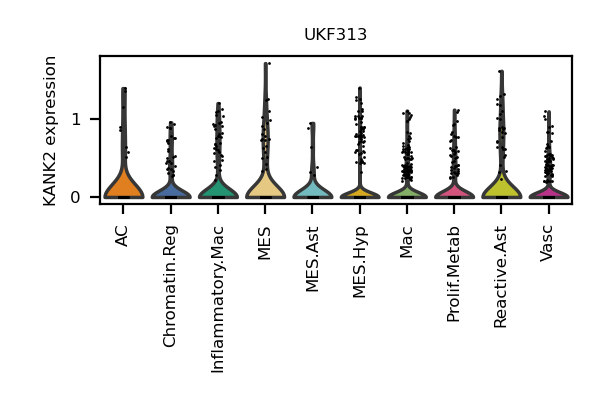 UKF313
KANK2 expression
1
0
AC
Chromatin.Reg
Inflammatory.Mac
MES
MES.Ast
MES.Hyp
Mac
Prolif.Metab
Reactive.Ast
Vasc